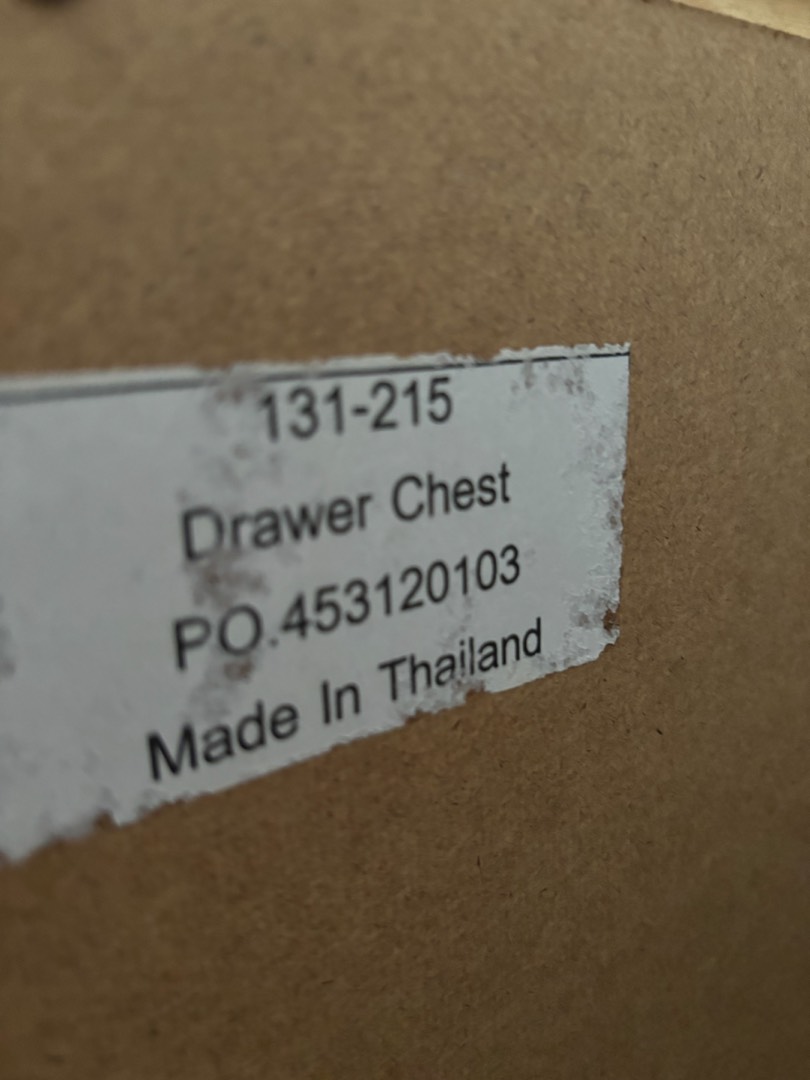 131-215
Drawer Chest
PO.453120103
Made In Thailand